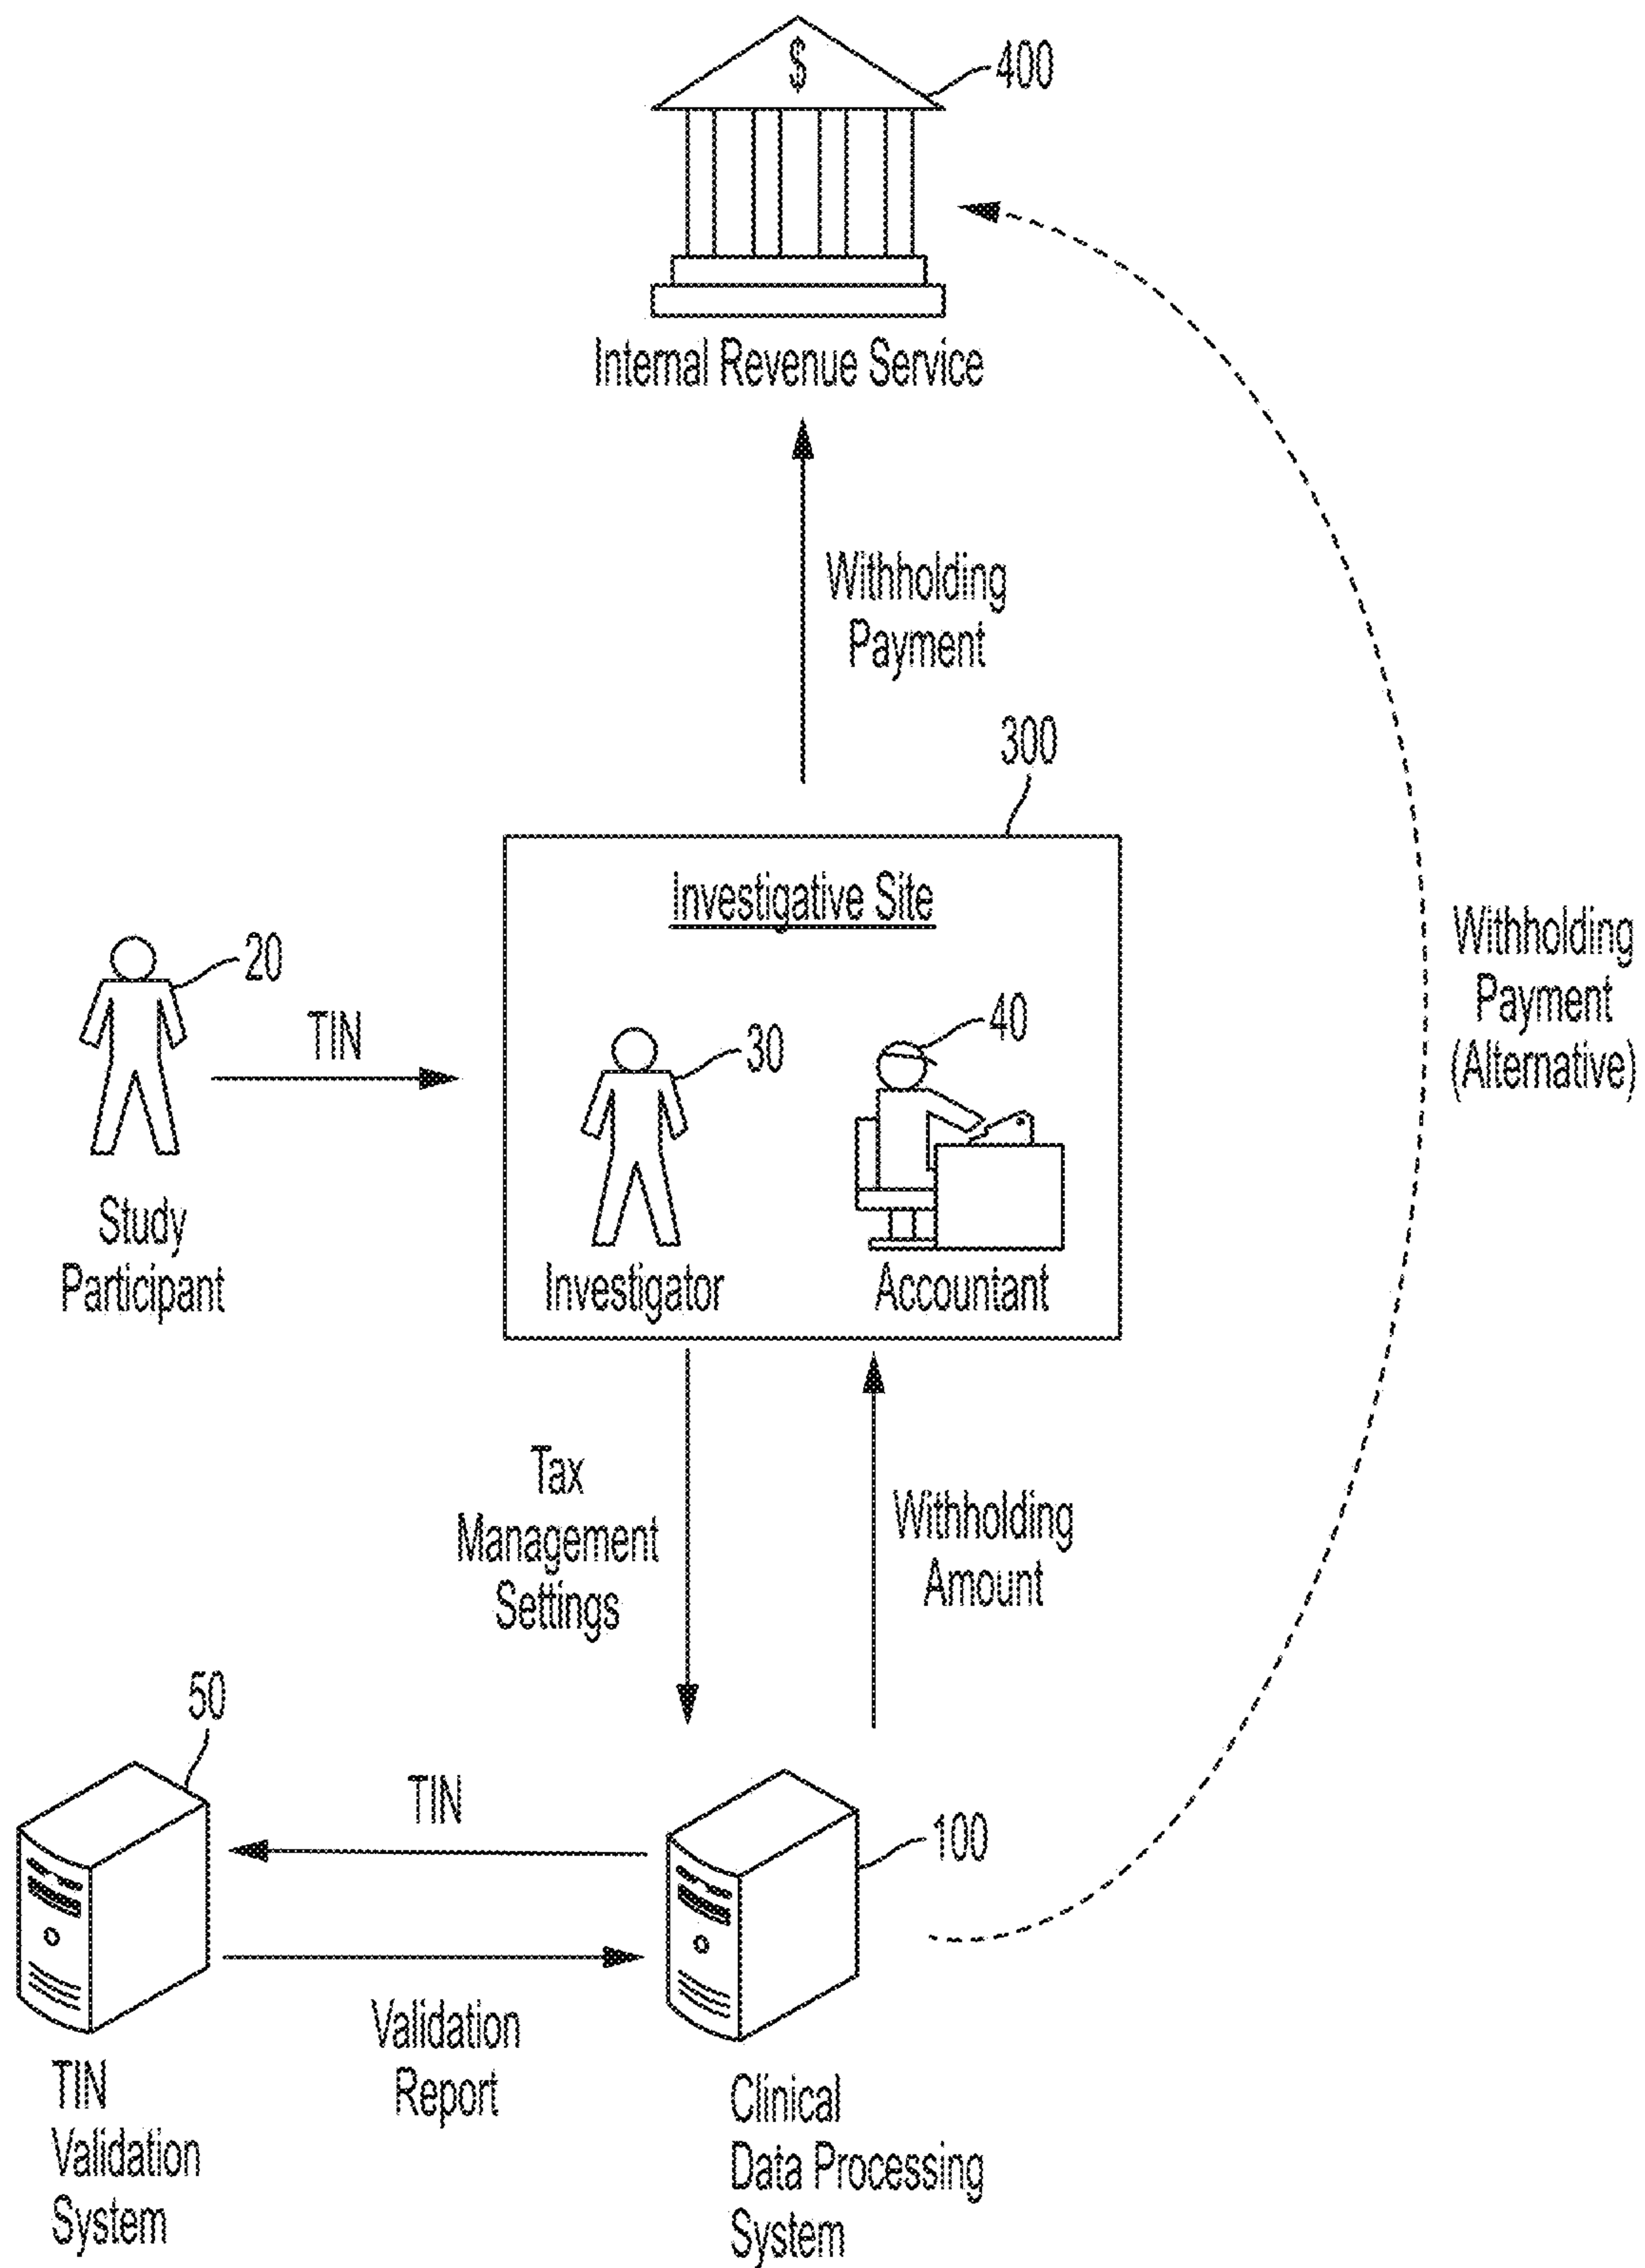 $
400
Internal Revenue Service
Withholding
Payment
300
Investigative Site
Withholding
Payment
(Alternative)
20
TIN
30
40
Study
Participant
Investigator
Accountant
Tax
Management
Settings
Withholding
Amount
50
TIN
100
Validation
Report
TIN
Validation
System
Clinical
Data Processing
System